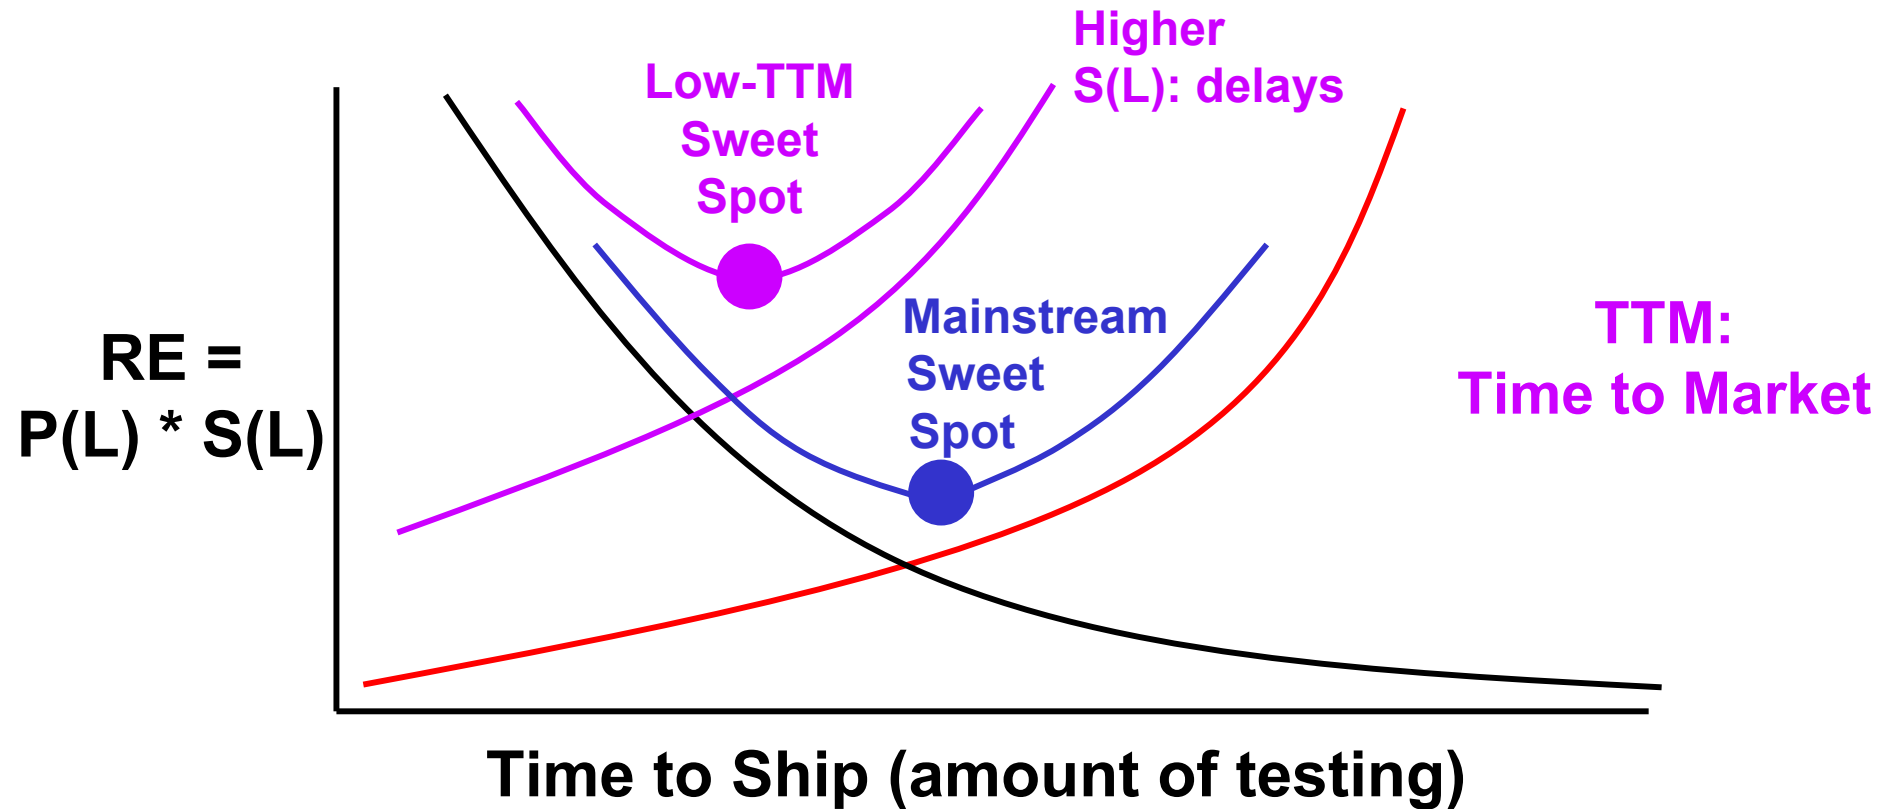 Higher
S(L): delays
Low-TTM
Sweet
Spot
Mainstream
Sweet
Spot
RE =
P(L) * S(L)
TTM:
Time to Market
Time to Ship (amount of testing)